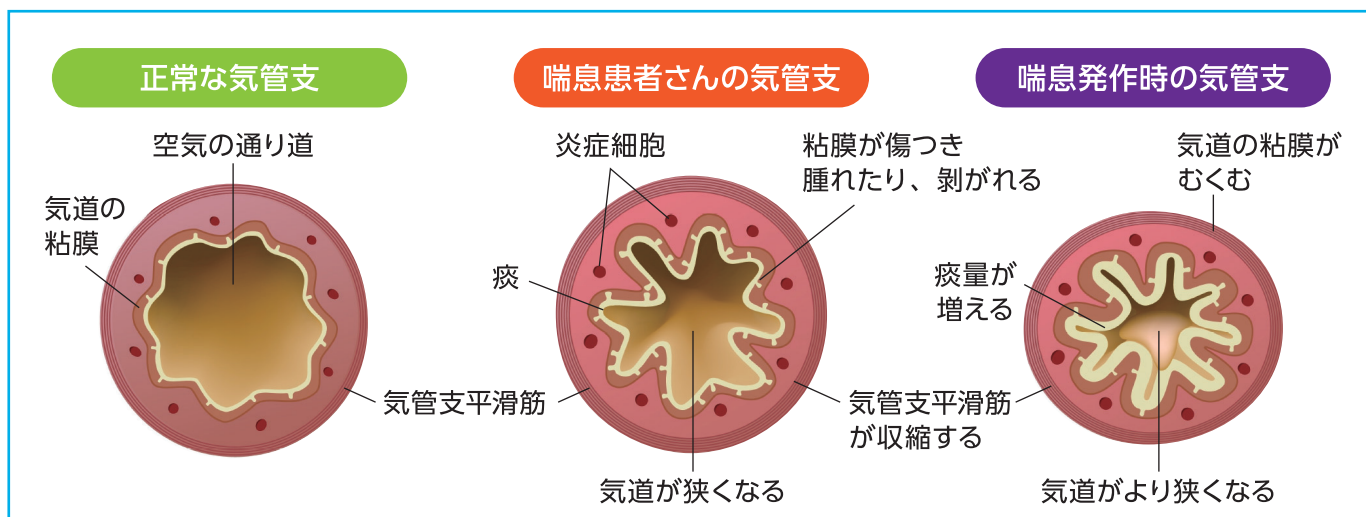 正常な気管支
空気の通り道
気道の
粘膜
気管支平滑筋
喘息患者さんの気管支
炎症細胞
粘膜が傷つき
腫れたり、剝がれる
痰
気道が狭くなる
気管支平滑筋
が収縮する
喘息発作時の気管支
気道の粘膜が
むくむ
痰量が
増える
気道がより狭くなる